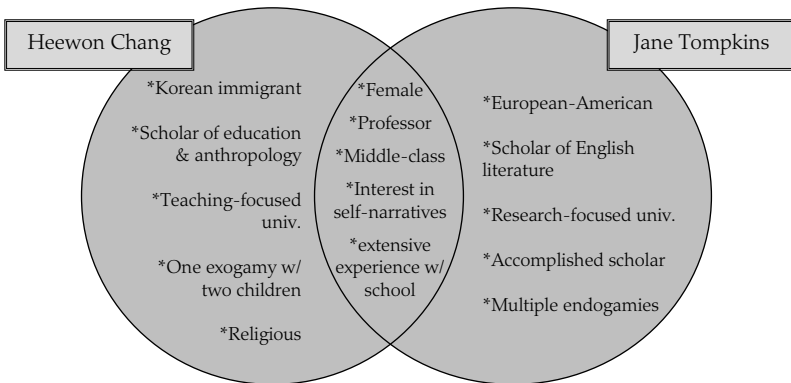 Heewon Chang
Jane Tompkins
*Korean immigrant
*Scholar of education
& anthropology
*Teaching-focused
univ.
*One exogamy w/
two children
*Religious
*Female
*Professor
*Middle-class
*Interest in
self-narratives
*extensive
experience w/
school
*European-American
*Scholar of English
literature
*Research-focused univ.
*Accomplished scholar
*Multiple endogamies